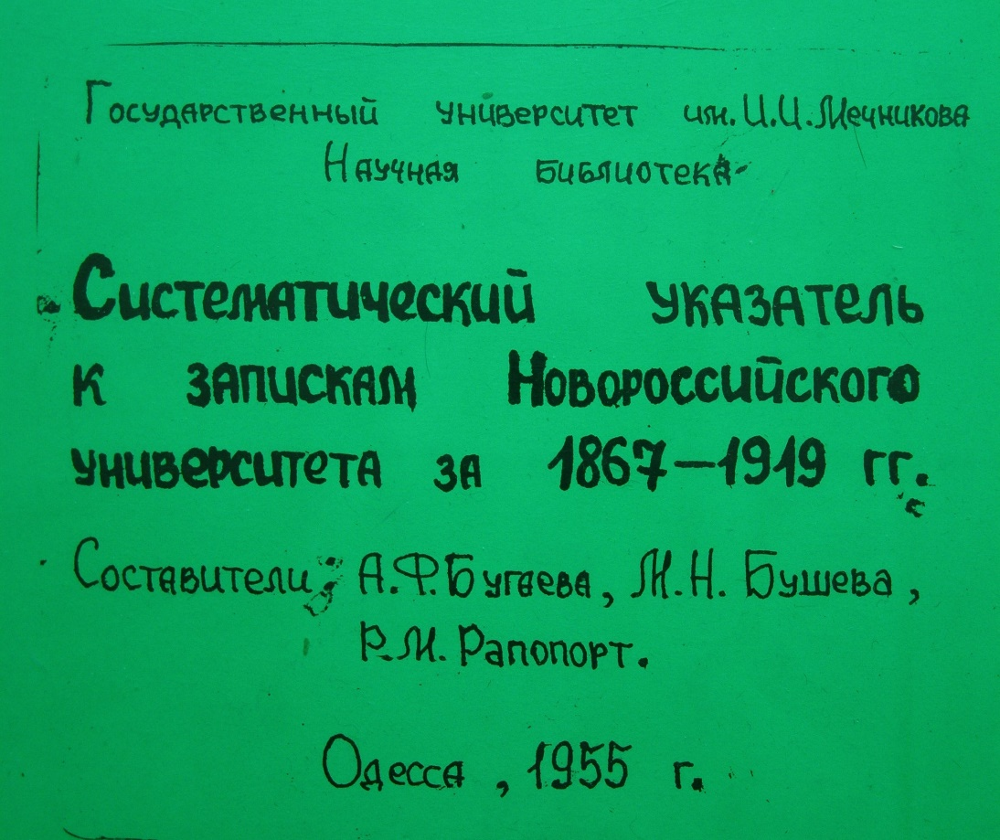 Государственный университет им. И.И. Мечникова
Научная библиотека
Систематический указатель
к запискам Новороссийского
университета за 1867–1919 гг.
Составители: А.Ф. Бугаева, М.Н. Бушева,
Р.М. Рапопорт.
Одесса, 1955 г.